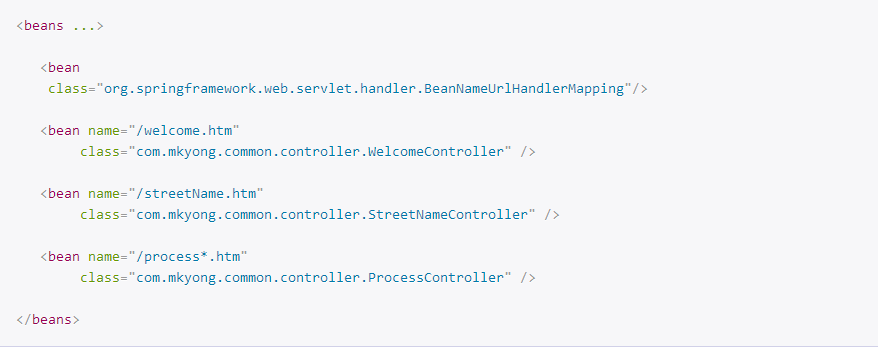 <beans ...>
<bean
class="org.springframework.web.servlet.handler.BeanNameUrlHandlerMapping"/>
<bean name="/welcome.htm"
class="com.mkyong.common.controller.WelcomeController" />
<bean name="/streetName.htm"
class="com.mkyong.common.controller.StreetNameController" />
<bean name="/process*.htm"
class="com.mkyong.common.controller.ProcessController" />
</beans>